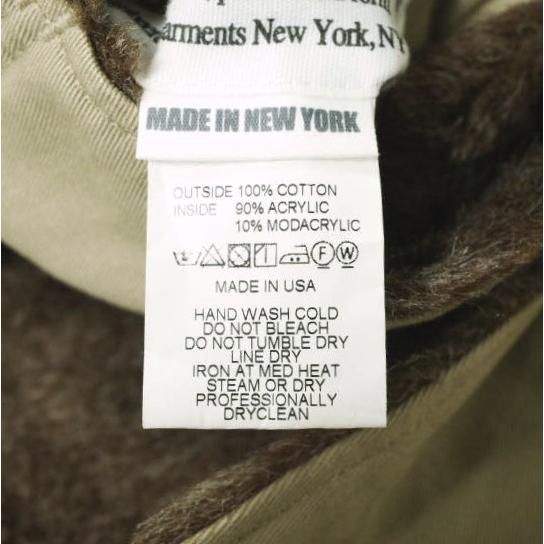 arments New York, NY
MADE IN NEW YORK
OUTSIDE 100% COTTON
INSIDE 90% ACRYLIC
10% MODACRYLIC
F W
MADE IN USA
HAND WASH COLD
DO NOT BLEACH
DO NOT TUMBLE DRY
LINE DRY
IRON AT MED HEAT
STEAM OR DRY
PROFESSIONALLY
DRYCLEAN